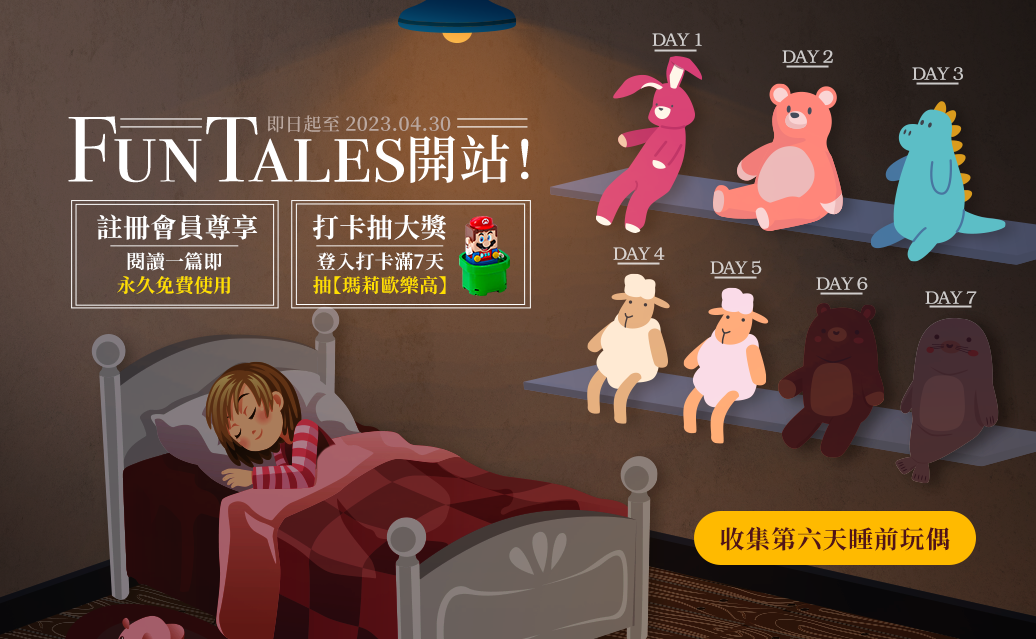 即日起至 2023.04.30
FUNTALES開站!
註冊會員尊享
閱讀一篇即
永久免費使用
打卡抽大獎
登入打卡滿7天
抽【瑪莉歐樂高】
DAY 1
DAY 2
DAY 3
DAY 4
DAY 5
DAY 6
DAY 7
收集第六天睡前玩偶